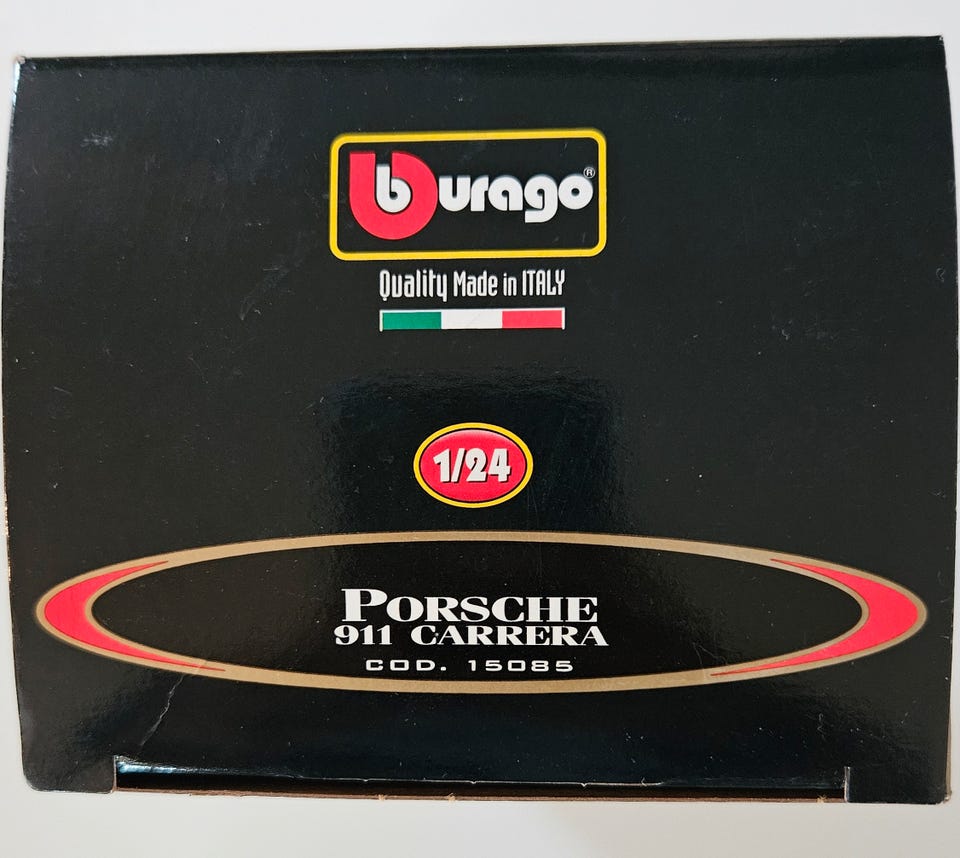 burago®
Quality Made in ITALY
1/24
PORSCHE
911 CARRERA
COD. 15085